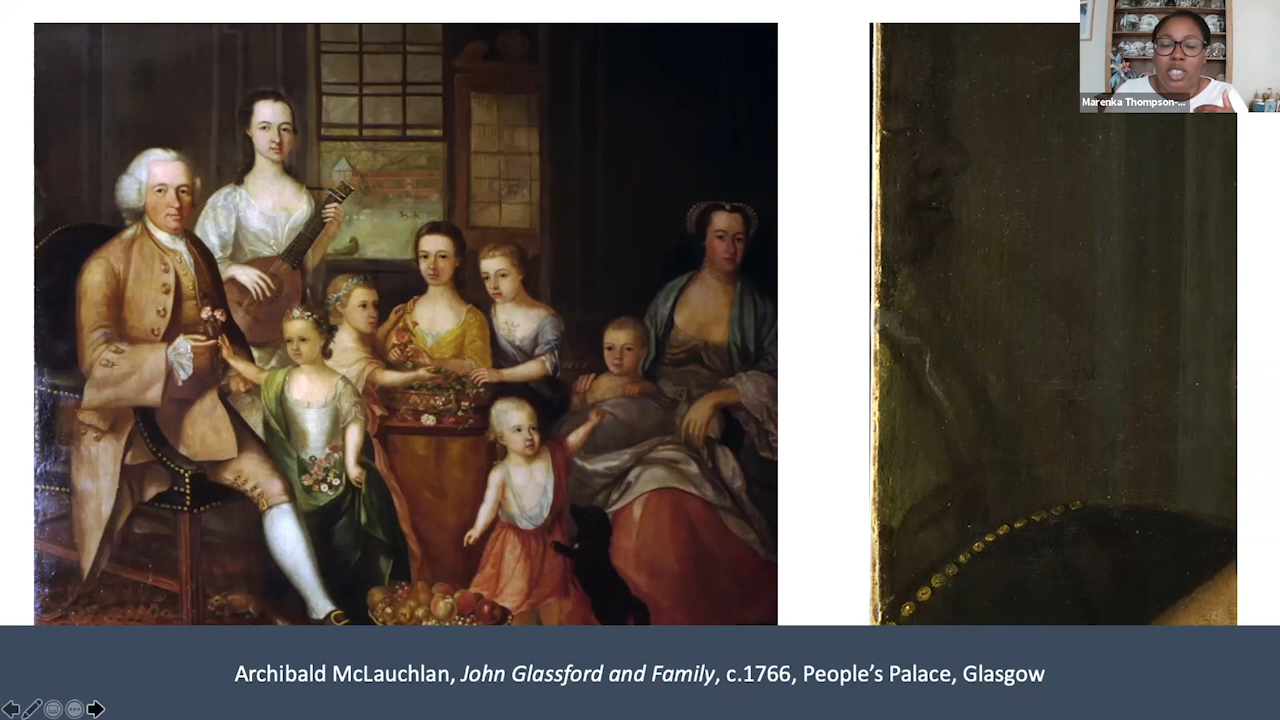 Marenka Thompson-...
Archibald McLauchlan, John Glassford and Family, c.1766, People’s Palace, Glasgow